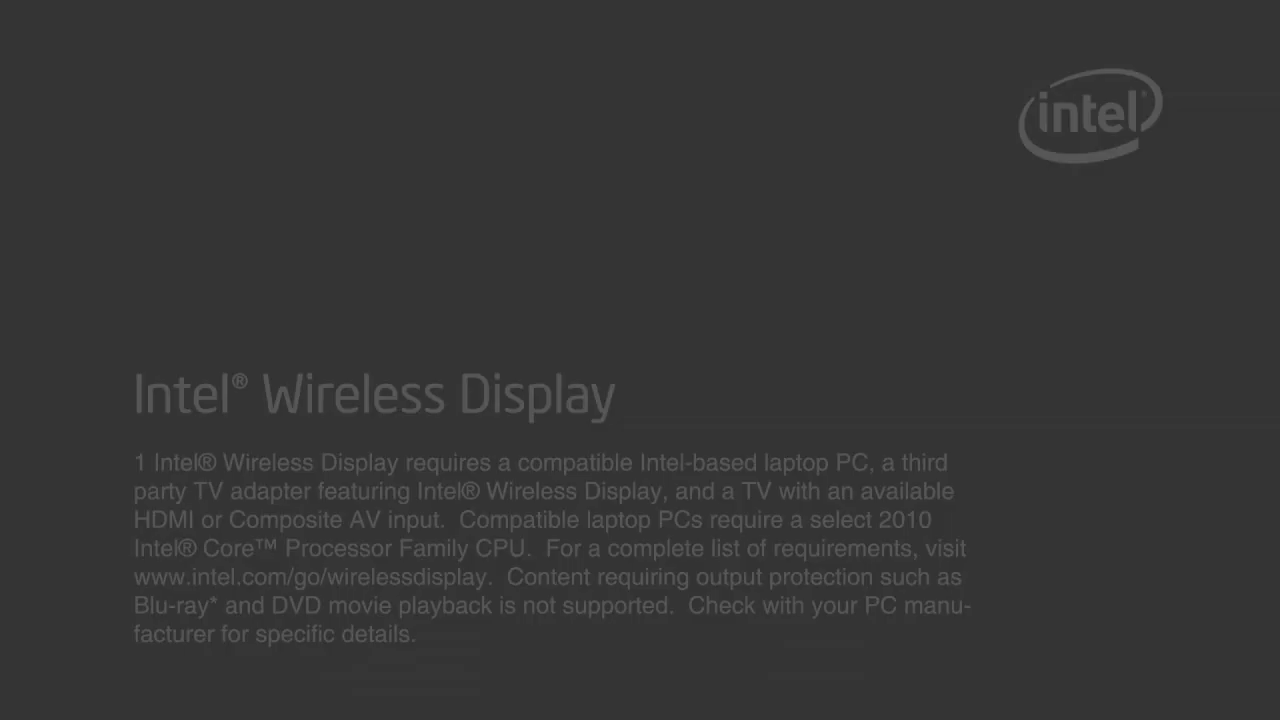 intel®
Intel® Wireless Display
1 Intel® Wireless Display requires a compatible Intel-based laptop PC, a third
party TV adapter featuring Intel® Wireless Display, and a TV with an available
HDMI or Composite AV input.  Compatible laptop PCs require a select 2010
Intel® Core™ Processor Family CPU.  For a complete list of requirements, visit
www.intel.com/go/wirelessdisplay.  Content requiring output protection such as
Blu-ray* and DVD movie playback is not supported.  Check with your PC manu-
facturer for specific details.